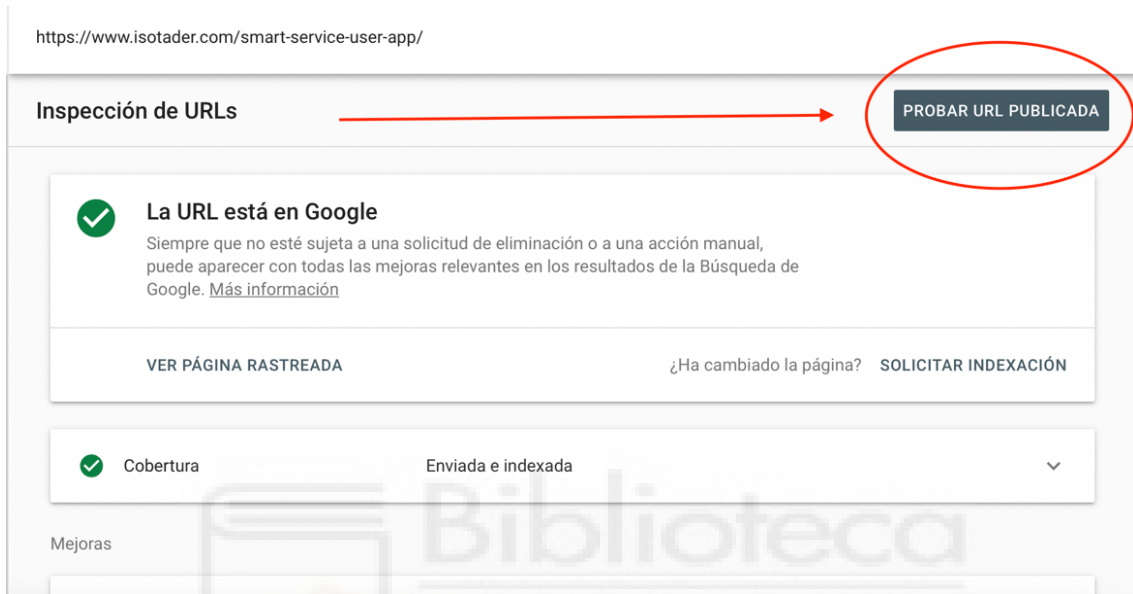 https://www.isotader.com/smart-service-user-app/
Inspección de URLs
PROBAR URL PUBLICADA
La URL está en Google
Siempre que no esté sujeta a una solicitud de eliminación o a una acción manual,
puede aparecer con todas las mejoras relevantes en los resultados de la Búsqueda de
Google. Más información
VER PÁGINA RASTREADA
¿Ha cambiado la página? SOLICITAR INDEXACIÓN
Cobertura Enviada e indexada
Biblioteca
Mejoras